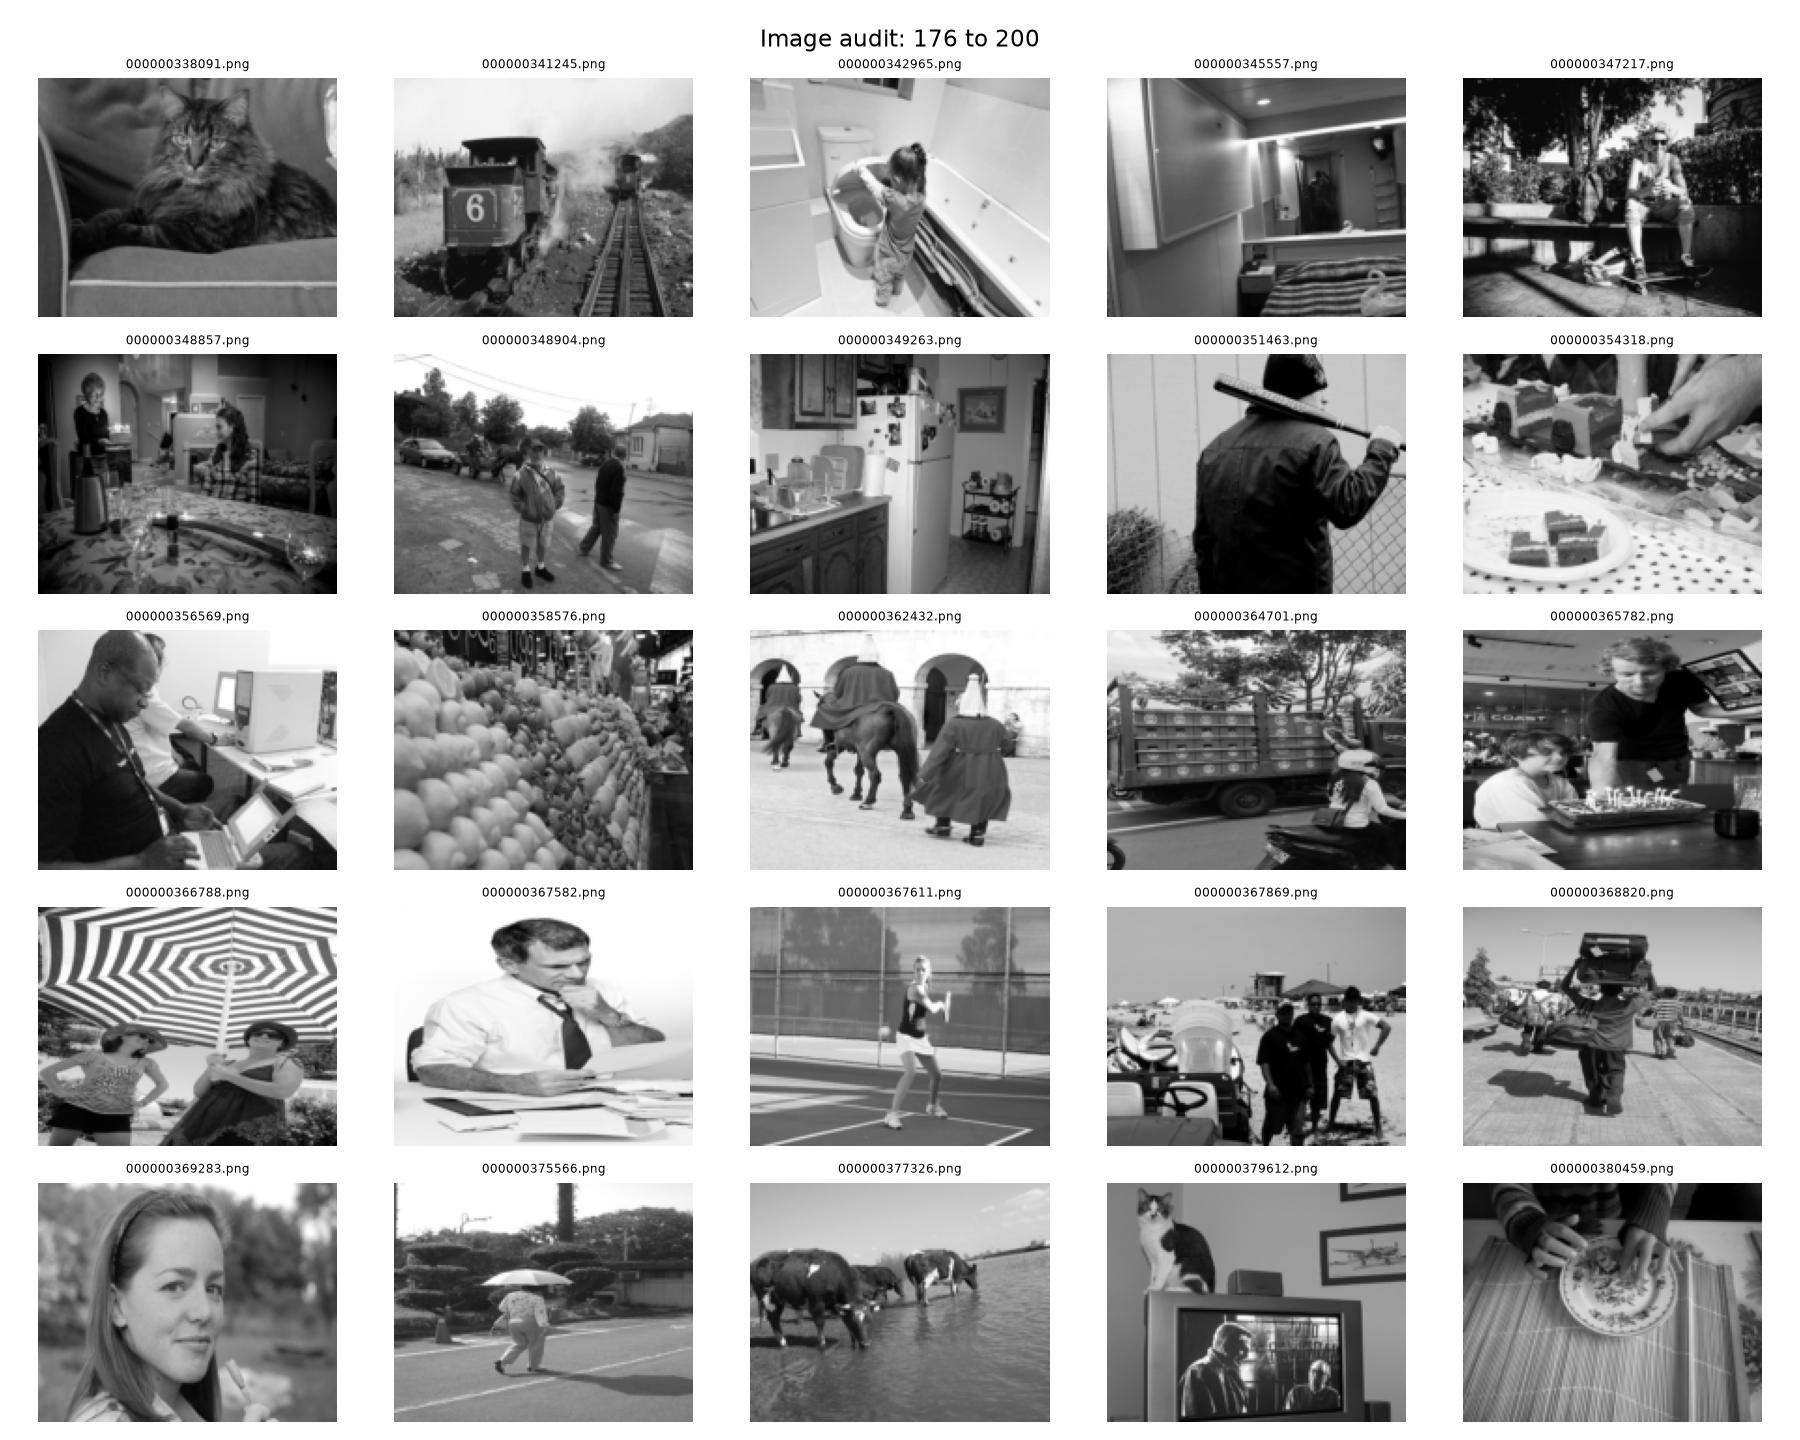 Image audit: 176 to 200
000000338091.png
000000341245.png
000000342965.png
000000345557.png
000000347217.png
6
000000348857.png
000000348904.png
000000349263.png
000000351463.png
000000354318.png
000000356569.png
000000358576.png
000000362432.png
000000364701.png
000000365782.png
COAST
000000366788.png
000000367582.png
000000367611.png
000000367869.png
000000368820.png
000000369283.png
000000375566.png
000000377326.png
000000379612.png
000000380459.png